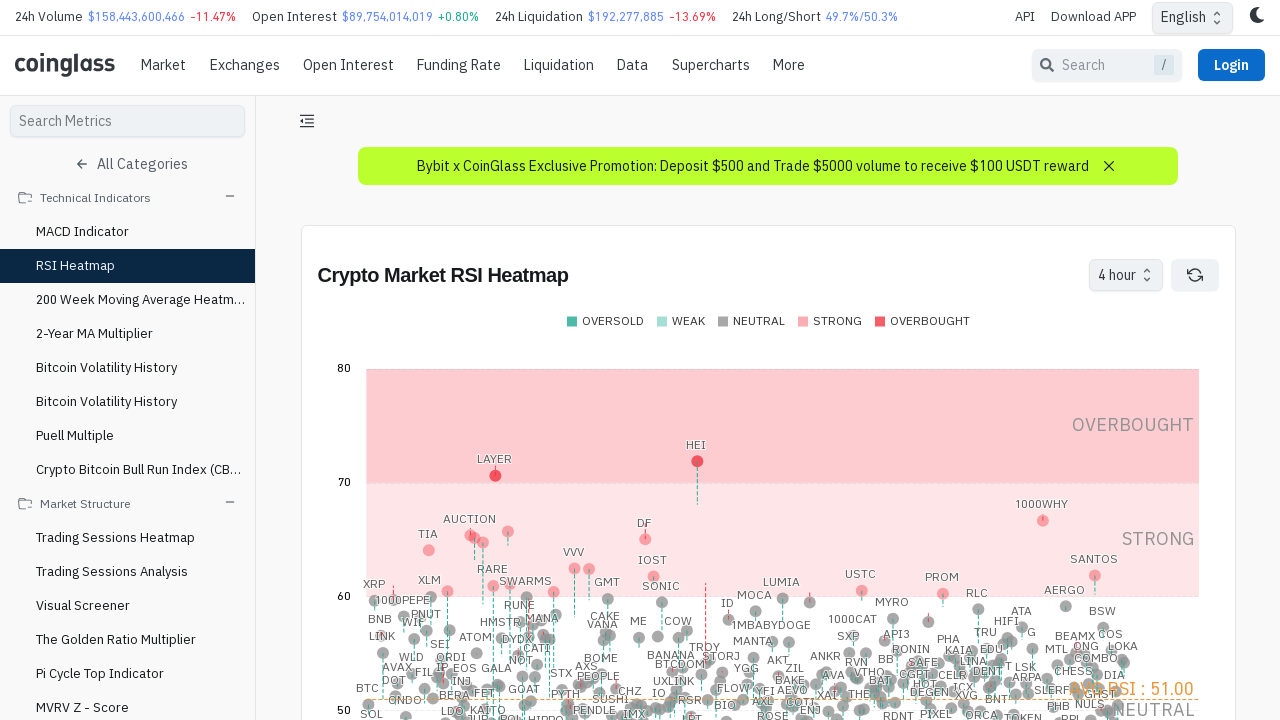 24h Volume $158,443,600,466 -11.47% Open Interest $89,754,014,019 +0.80% 24h Liquidation $192,277,885 -13.69% 24h Long/Short 49.7%/50.3% API Download APP English
coinglass Market Exchanges Open Interest Funding Rate Liquidation Data Supercharts More Search / Login
Search Metrics
All Categories
Technical Indicators
MACD Indicator
RSI Heatmap
200 Week Moving Average Heatm...
2-Year MA Multiplier
Bitcoin Volatility History
Bitcoin Volatility History
Puell Multiple
Crypto Bitcoin Bull Run Index (CB...
Market Structure
Trading Sessions Heatmap
Trading Sessions Analysis
Visual Screener
The Golden Ratio Multiplier
Pi Cycle Top Indicator
MVRV Z - Score
Bybit x CoinGlass Exclusive Promotion: Deposit $500 and Trade $5000 volume to receive $100 USDT reward
Crypto Market RSI Heatmap 4 hour
OVERSOLD WEAK NEUTRAL STRONG OVERBOUGHT
80
OVERBOUGHT
HEI
LAYER
70
1000WHY
AUCTION DF
TIA STRONG
VVV IOST SANTOS
RARE USTC PROM
XRP XLM SWARMS GMT SONIC LUMIA AERGO
60
1000PEPE RUNE ID MOCA MYRO RLC
BNB WIF PNUT HMSTR MANA CAKE ME COW 1MBABYDOGE 1000CAT ATA HIFI BSW
LINK SEI ATOM DYDX CATI MANTA SXP API3 PHA TRU BEAMX COS
WLD ORDI NOT BOME BANANA TRDY STORJ AKT ANKR RVN BB RONIN KAIA EDU MTL ONG LOKA
AVAX FIL IP EOS GALA STX AXS BTCDOM YGG ZIL VTHO SAFE LINA LSK COMBO
DOT INJ PEOPLE UXLINK BAKE AVA BAT CGPT CELR DENT ARPA CHESS DIA
BTC ONDO BERA FET GOAT PYTH CHZ IO FLOW YFI AEVO XAI THE HOT DEGEN ICX XVG BNT SLERF GHST
AVG RSI : 51.00
SOL LDO KAITO PENDLE SUSHI IMX RSR BIO AXL ROSE RDNT PIXEL ORCA TOKEN PHB NULS
NEUTRAL
50 HIPPO